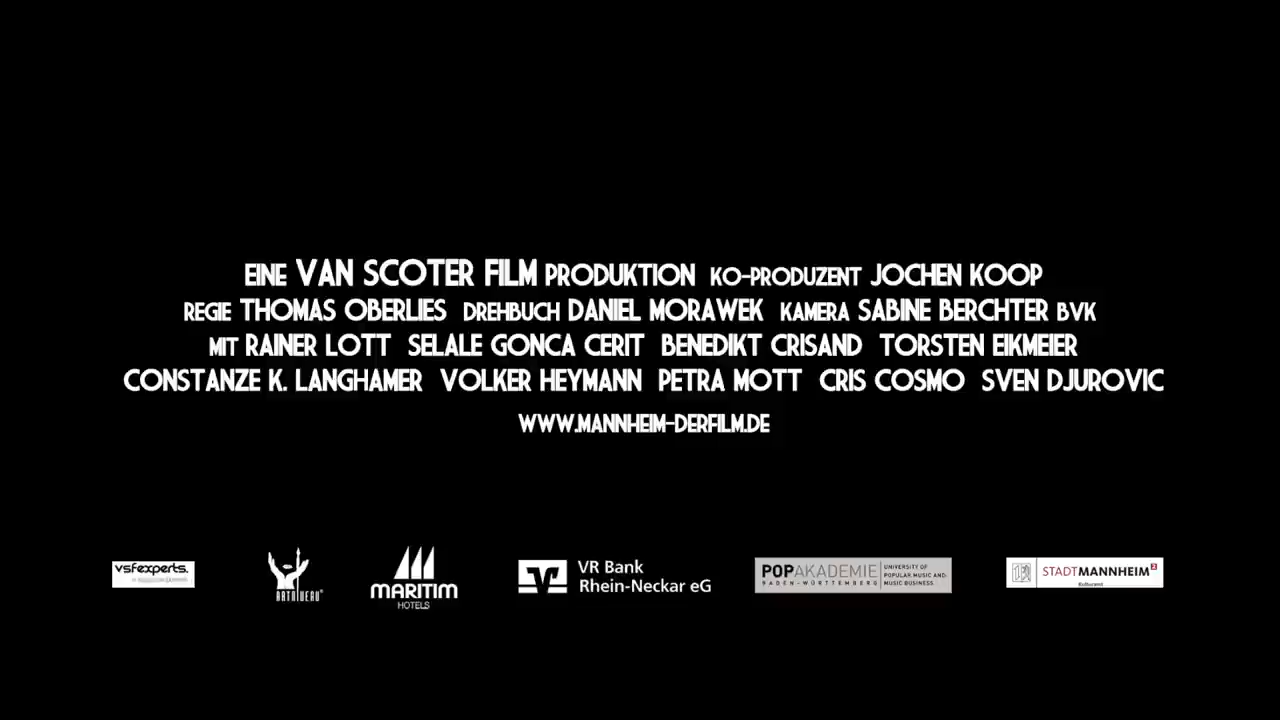 EINE VAN SCOTER FILM PRODUKTION KO-PRODUZENT JOCHEN KOOP
REGIE THOMAS OBERLIES DREHBUCH DANIEL MORAWEK KAMERA SABINE BERCHTER BVK
MIT RAINER LOTT SELALE GONCA CERIT BENEDIKT CRISAND TORSTEN EIKMEIER
CONSTANZE K. LANGHAMER VOLKER HEYMANN PETRA MOTT CRIS COSMO SVEN DJUROVIC
WWW.MANNHEIM-DERFILM.DE
vsfexperts.
MARITIM
HOTELS
VR Bank
Rhein-Neckar eG
POPAKADEMIE
BADEN-WÜRTTEMBERG
UNIVERSITY OF
POPULAR MUSIC AND
MUSIC BUSINESS
STADTMANNHEIM²
Kulturamt